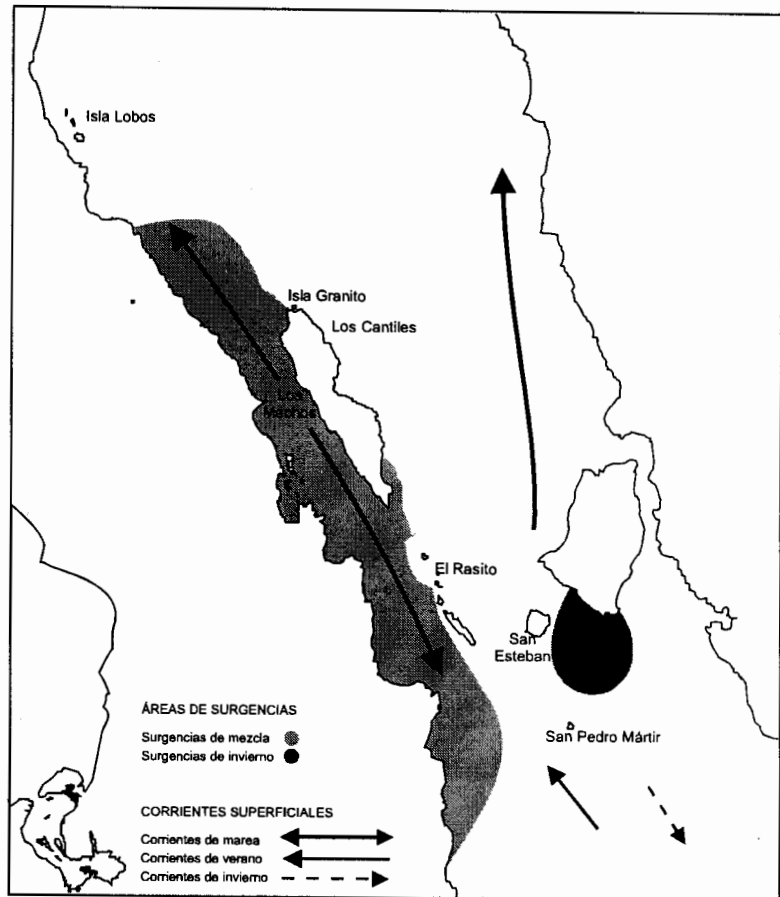 Isla Lobos
Isla Granito
Los Cantiles
Los
Machos
El Rasito
San
Esteban
San Pedro Mártir
ÁREAS DE SURGENCIAS
Surgencias de mezcla
Surgencias de invierno
CORRIENTES SUPERFICIALES
Corrientes de marea
Corrientes de verano
Corrientes de invierno